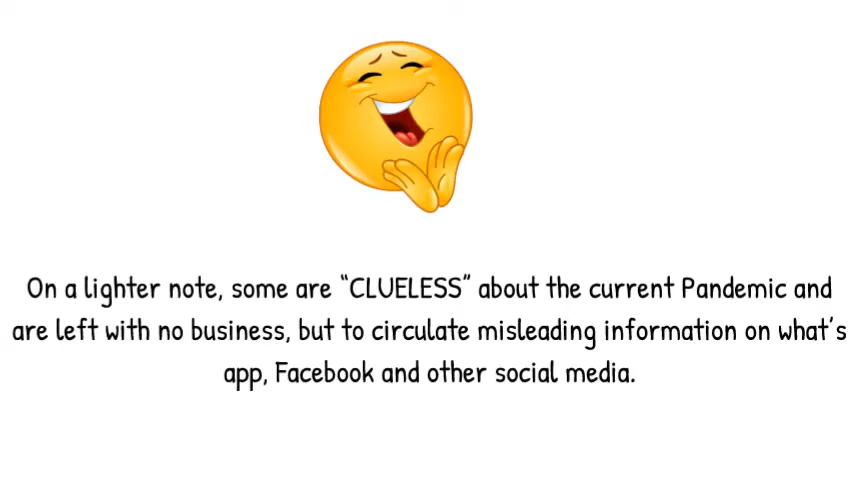 On a lighter note, some are “CLUELESS” about the current Pandemic and
are left with no business, but to circulate misleading information on what’s
app, Facebook and other social media.